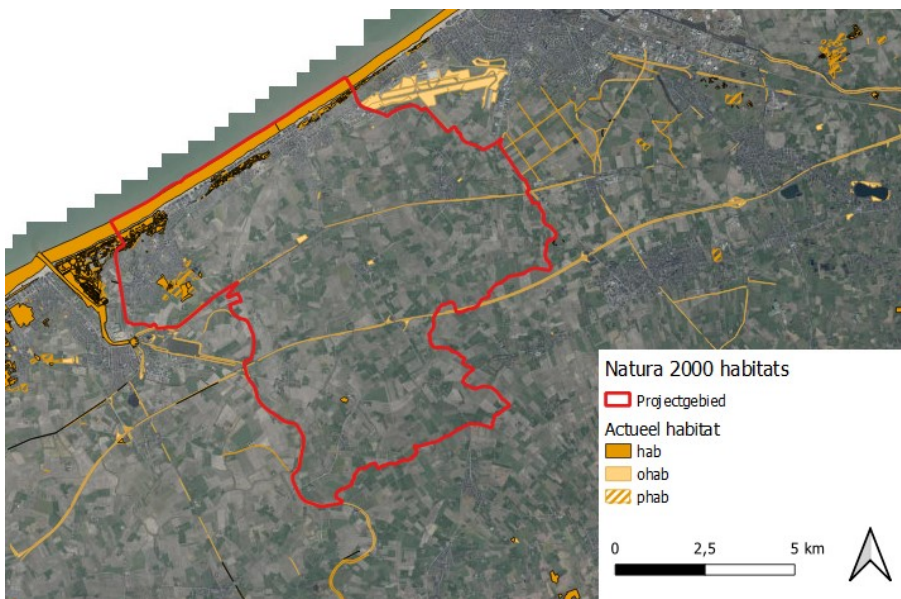 Natura 2000 habitats
Projectgebied
Actueel habitat
hab
ohab
phab
0 2,5 5 km